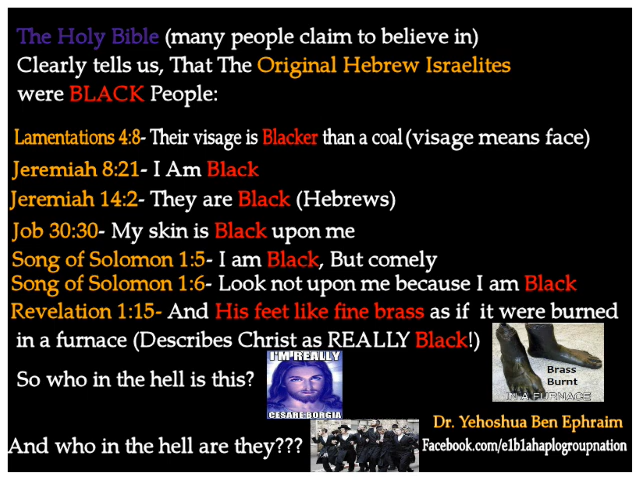 The Holy Bible (many people claim to believe in)
Clearly tells us, That The Original Hebrew Israelites
were BLACK People:
Lamentations 4:8- Their visage is Blacker than a coal (visage means face)
Jeremiah 8:21- I Am Black
Jeremiah 14:2- They are Black (Hebrews)
Job 30:30- My skin is Black upon me
Song of Solomon 1:5- I am Black, But comely
Song of Solomon 1:6- Look not upon me because I am Black
Revelation 1:15- And His feet like fine brass as if it were burned
in a furnace (Describes Christ as REALLY Black!)
Brass
Burnt
IN A FURNACE
I'M REALLY
So who in the hell is this?
CESARE BORGIA
Dr. Yehoshua Ben Ephraim
And who in the hell are they???
Facebook.com/e1b1ahaplogroupnation